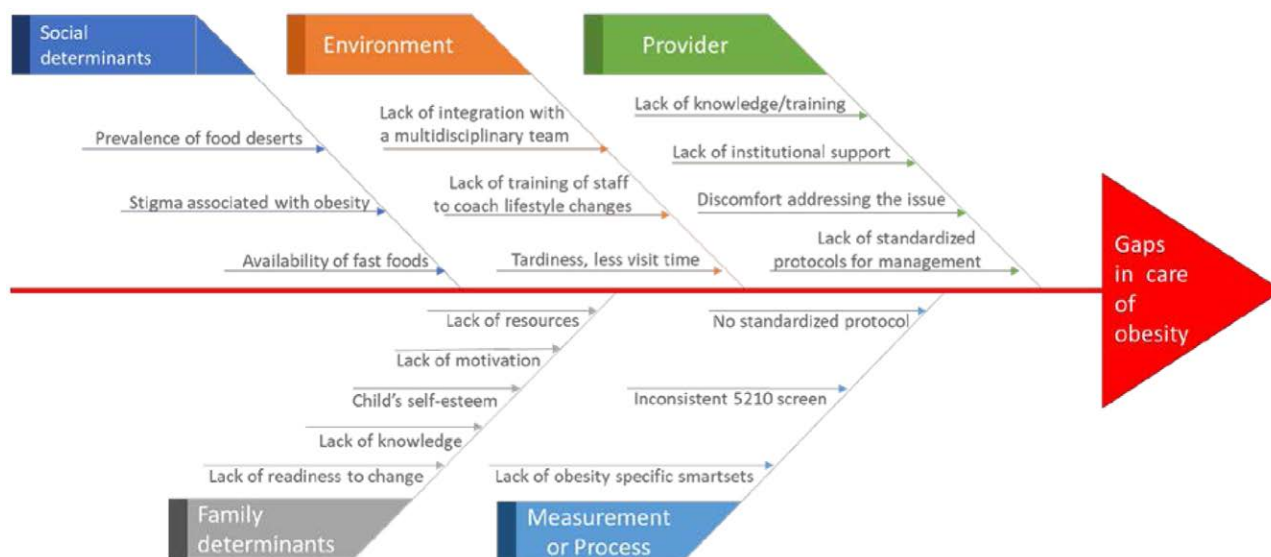 Social
determinants
Prevalence of food deserts
Stigma associated with obesity
Availability of fast foods
Environment
Lack of integration with
a multidisciplinary team
Lack of training of staff
to coach lifestyle changes
Tardiness, less visit time
Provider
Lack of knowledge/training
Lack of institutional support
Discomfort addressing the issue
Lack of standardized
protocols for management
Gaps
in care
of
obesity
Lack of resources
Lack of motivation
Child's self-esteem
Lack of knowledge
Lack of readiness to change
Family
determinants
No standardized protocol
Inconsistent 5210 screen
Lack of obesity specific smartsets
Measurement
or Process